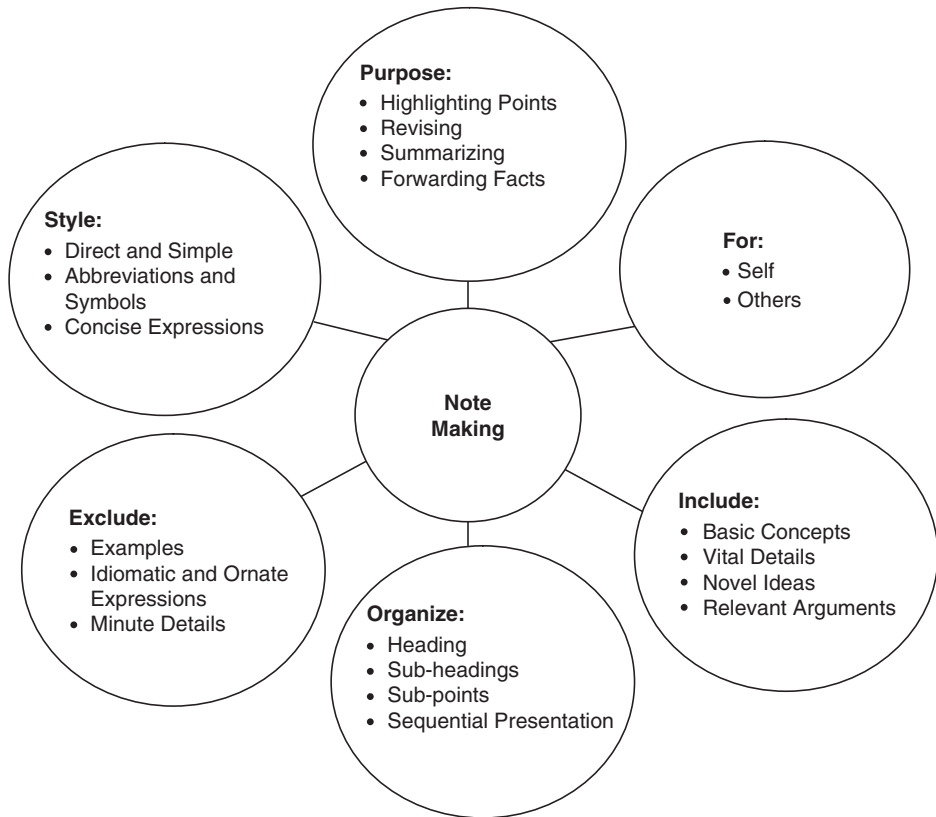 Purpose:
• Highlighting Points
• Revising
• Summarizing
• Forwarding Facts
Style:
• Direct and Simple
• Abbreviations and
Symbols
• Concise Expressions
For:
• Self
• Others
Note
Making
Exclude:
• Examples
• Idiomatic and Ornate
Expressions
• Minute Details
Include:
• Basic Concepts
• Vital Details
• Novel Ideas
• Relevant Arguments
Organize:
• Heading
• Sub-headings
• Sub-points
• Sequential Presentation